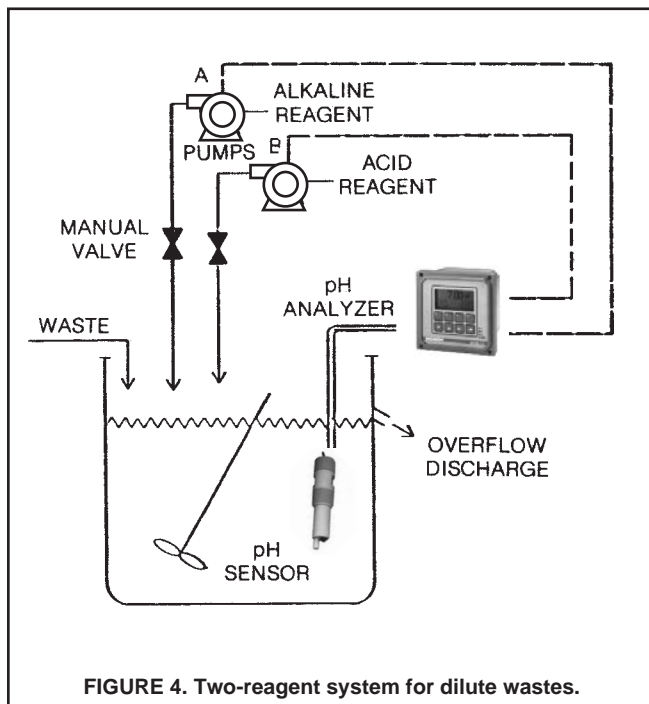 A
ALKALINE
REAGENT
PUMPS
B
ACID
REAGENT
MANUAL
VALVE
pH
ANALYZER
WASTE
OVERFLOW
DISCHARGE
pH
SENSOR
FIGURE 4. Two-reagent system for dilute wastes.